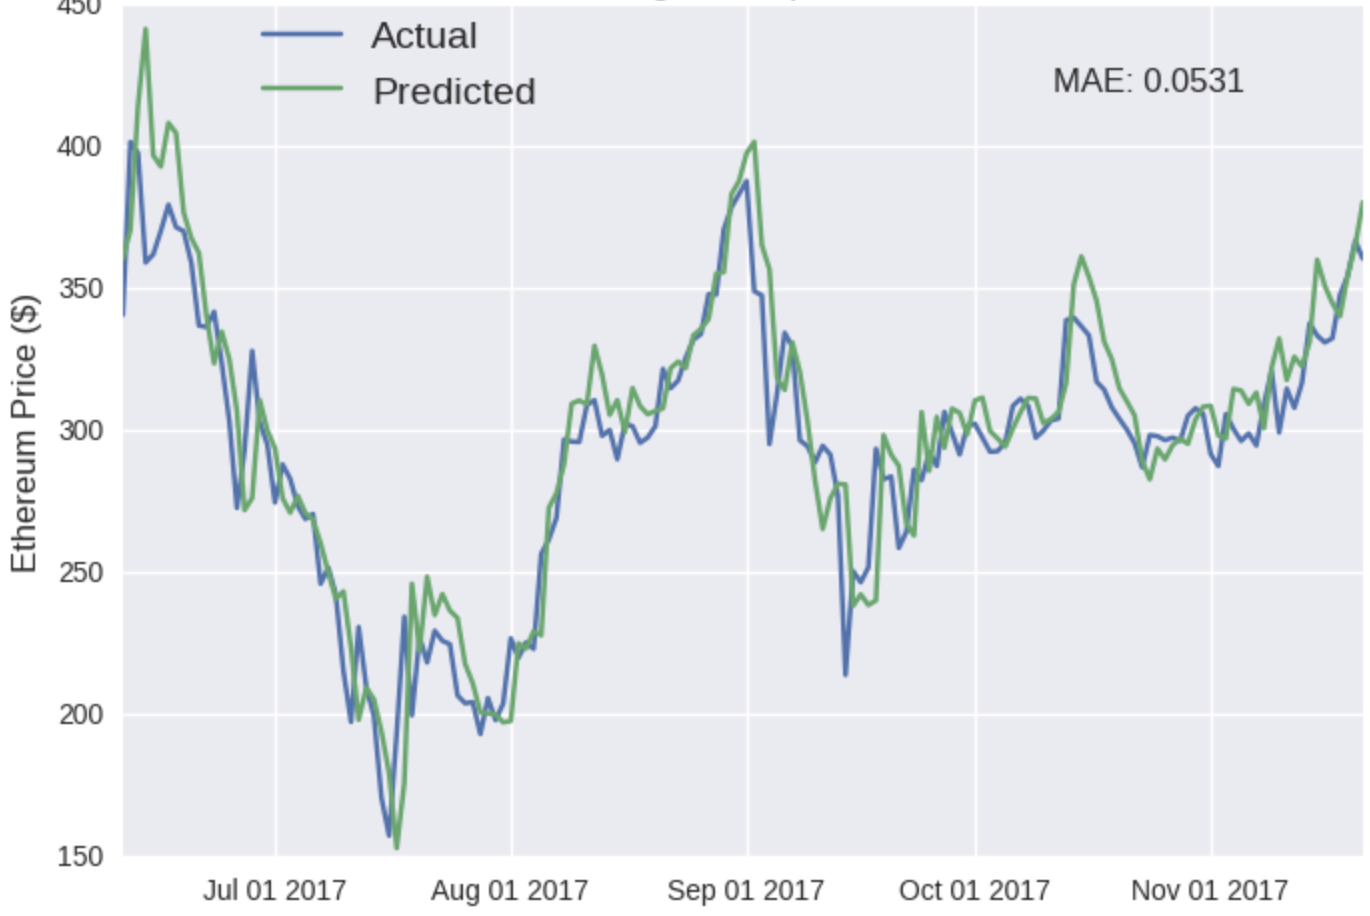 450
Actual
Predicted
MAE: 0.0531
400
350
300
250
200
150
Ethereum Price ($)
Jul 01 2017
Aug 01 2017
Sep 01 2017
Oct 01 2017
Nov 01 2017